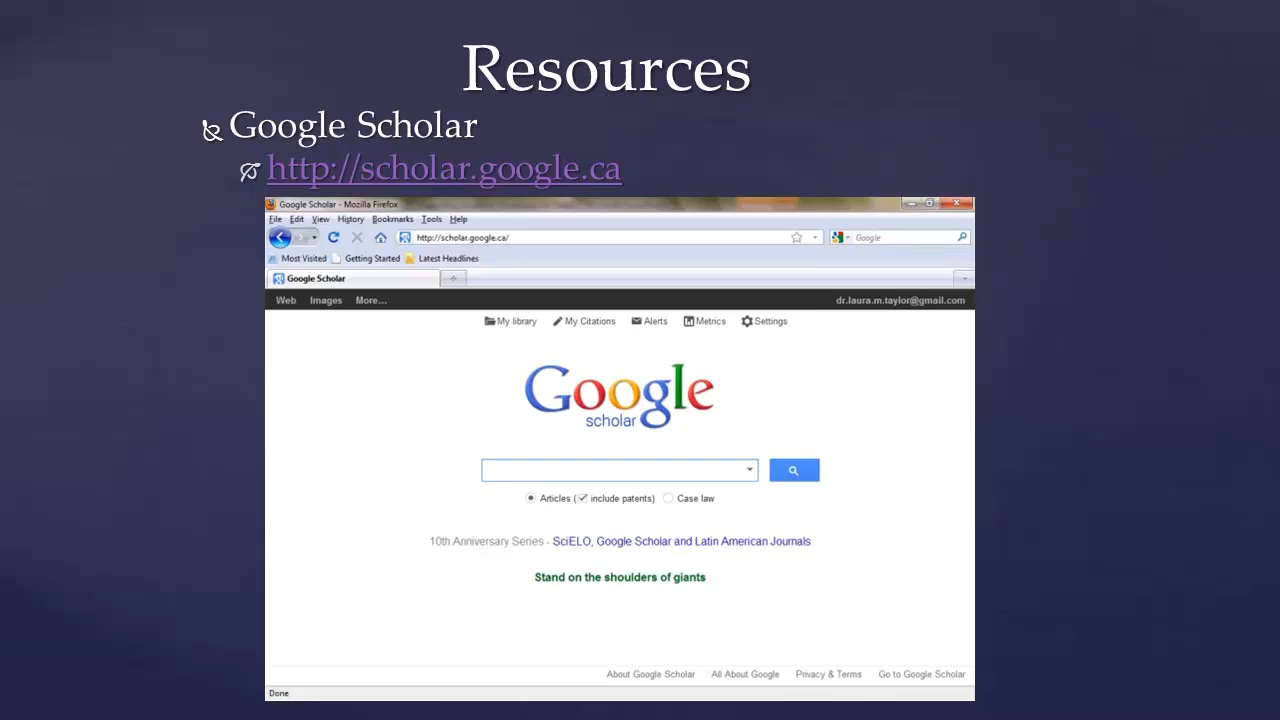 Resources
Google Scholar
http://scholar.google.ca
Google Scholar - Mozilla Firefox
File Edit View History Bookmarks Tools Help
http://scholar.google.ca/ Google
Most Visited Getting Started Latest Headlines
Google Scholar
Web Images More... dr.laura.m.taylor@gmail.com
My library My Citations Alerts Metrics Settings
Google
scholar
Articles (include patents) Case law
10th Anniversary Series - SciELO, Google Scholar and Latin American Journals
Stand on the shoulders of giants
About Google Scholar All About Google Privacy & Terms Go to Google Scholar
Done